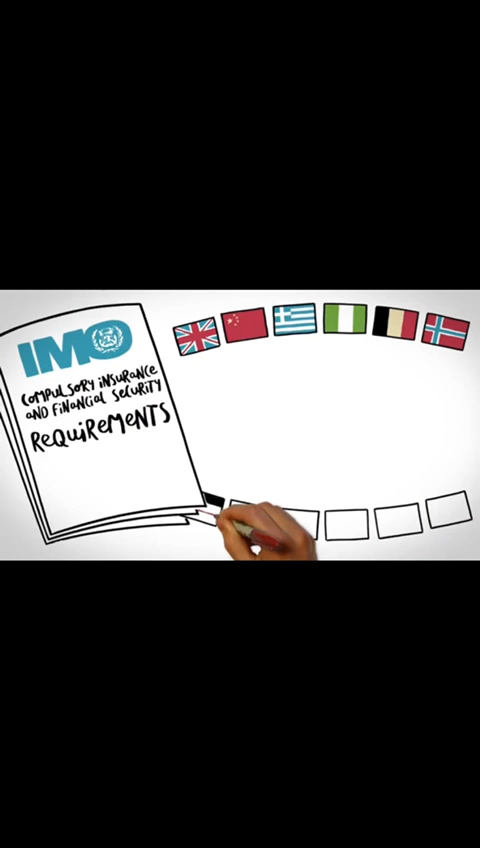 IMO
COMPULSORY INSURANCE
AND FINANCIAL SECURITY
REQUIREMENTS